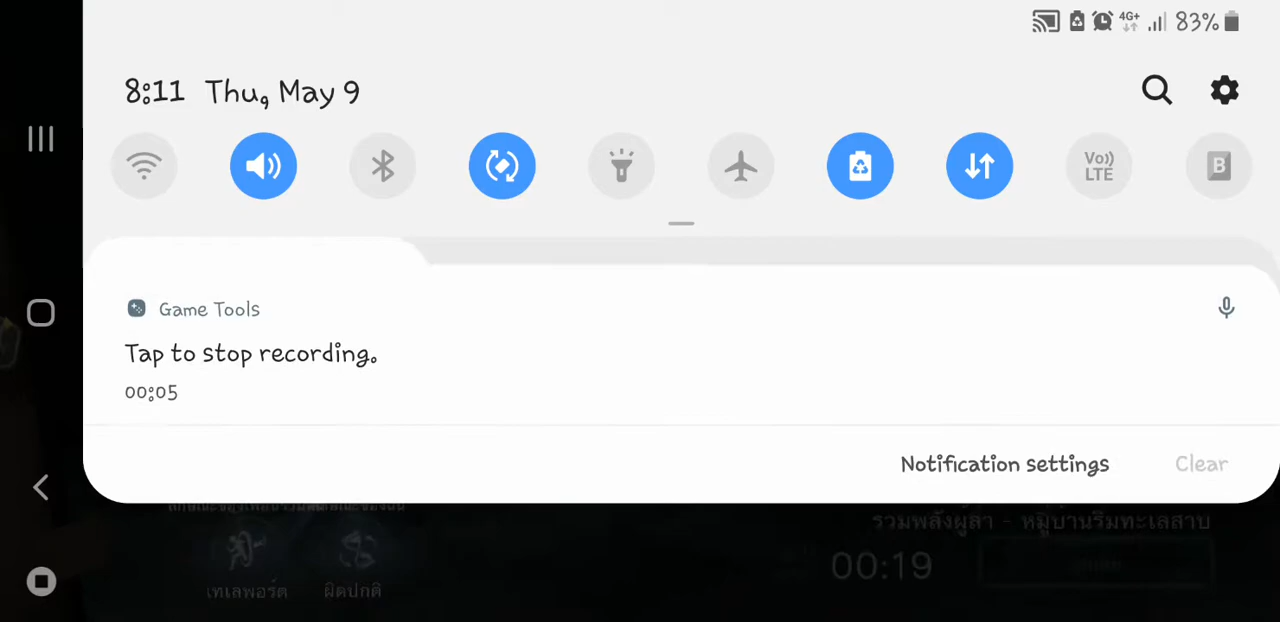 4G+ 83%
8:11 Thu, May 9
Vo)) LTE
B
Game Tools
Tap to stop recording.
00:05
Notification settings Clear
รวมพลังผู้ล่า - หมู่บ้านริมทะเลสาบ
00:19
เทเลพอร์ต ผิดปกติ